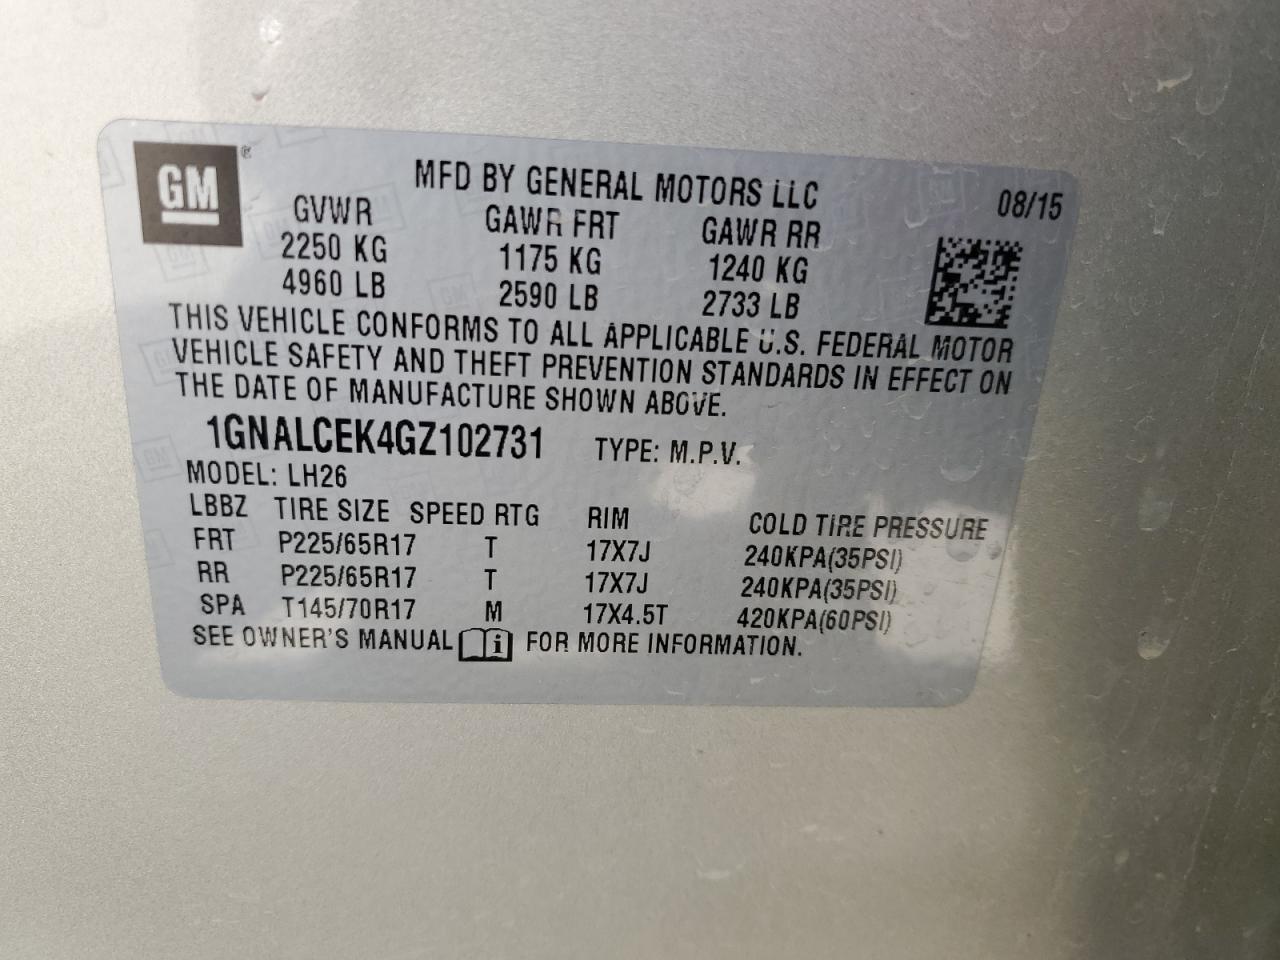 GM®
MFD BY GENERAL MOTORS LLC 08/15
GVWR GAWR FRT GAWR RR
2250 KG 1175 KG 1240 KG
4960 LB 2590 LB 2733 LB
THIS VEHICLE CONFORMS TO ALL APPLICABLE U.S. FEDERAL MOTOR
VEHICLE SAFETY AND THEFT PREVENTION STANDARDS IN EFFECT ON
THE DATE OF MANUFACTURE SHOWN ABOVE.
1GNALCEK4GZ102731 TYPE: M.P.V.
MODEL: LH26
LBBZ TIRE SIZE SPEED RTG RIM COLD TIRE PRESSURE
FRT P225/65R17 T 17X7J 240KPA(35PSI)
RR P225/65R17 T 17X7J 240KPA(35PSI)
SPA T145/70R17 M 17X4.5T 420KPA(60PSI)
SEE OWNER'S MANUAL i FOR MORE INFORMATION.